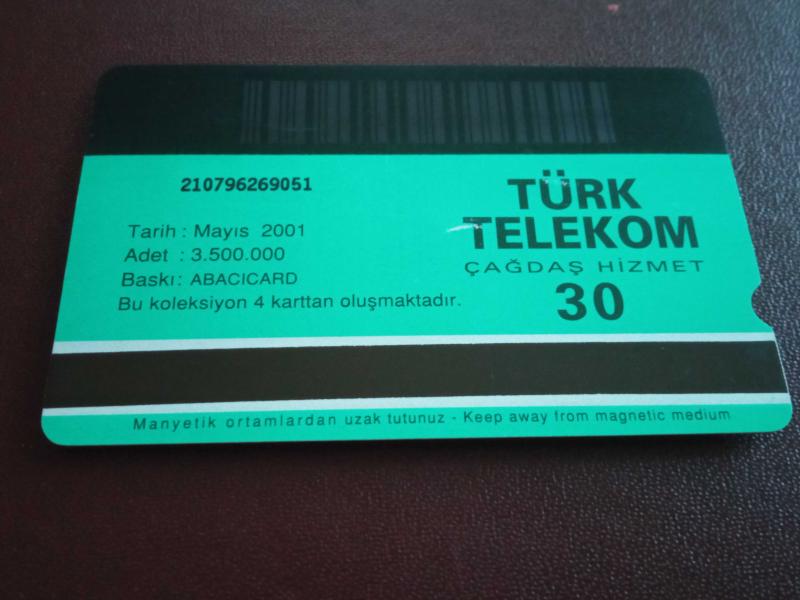 210796269051
Tarih : Mayıs 2001
Adet : 3.500.000
Baskı: ABACICARD
Bu koleksiyon 4 karttan oluşmaktadır.
TÜRK
TELEKOM
ÇAĞDAŞ HİZMET
30
Manyetik ortamlardan uzak tutunuz - Keep away from magnetic medium